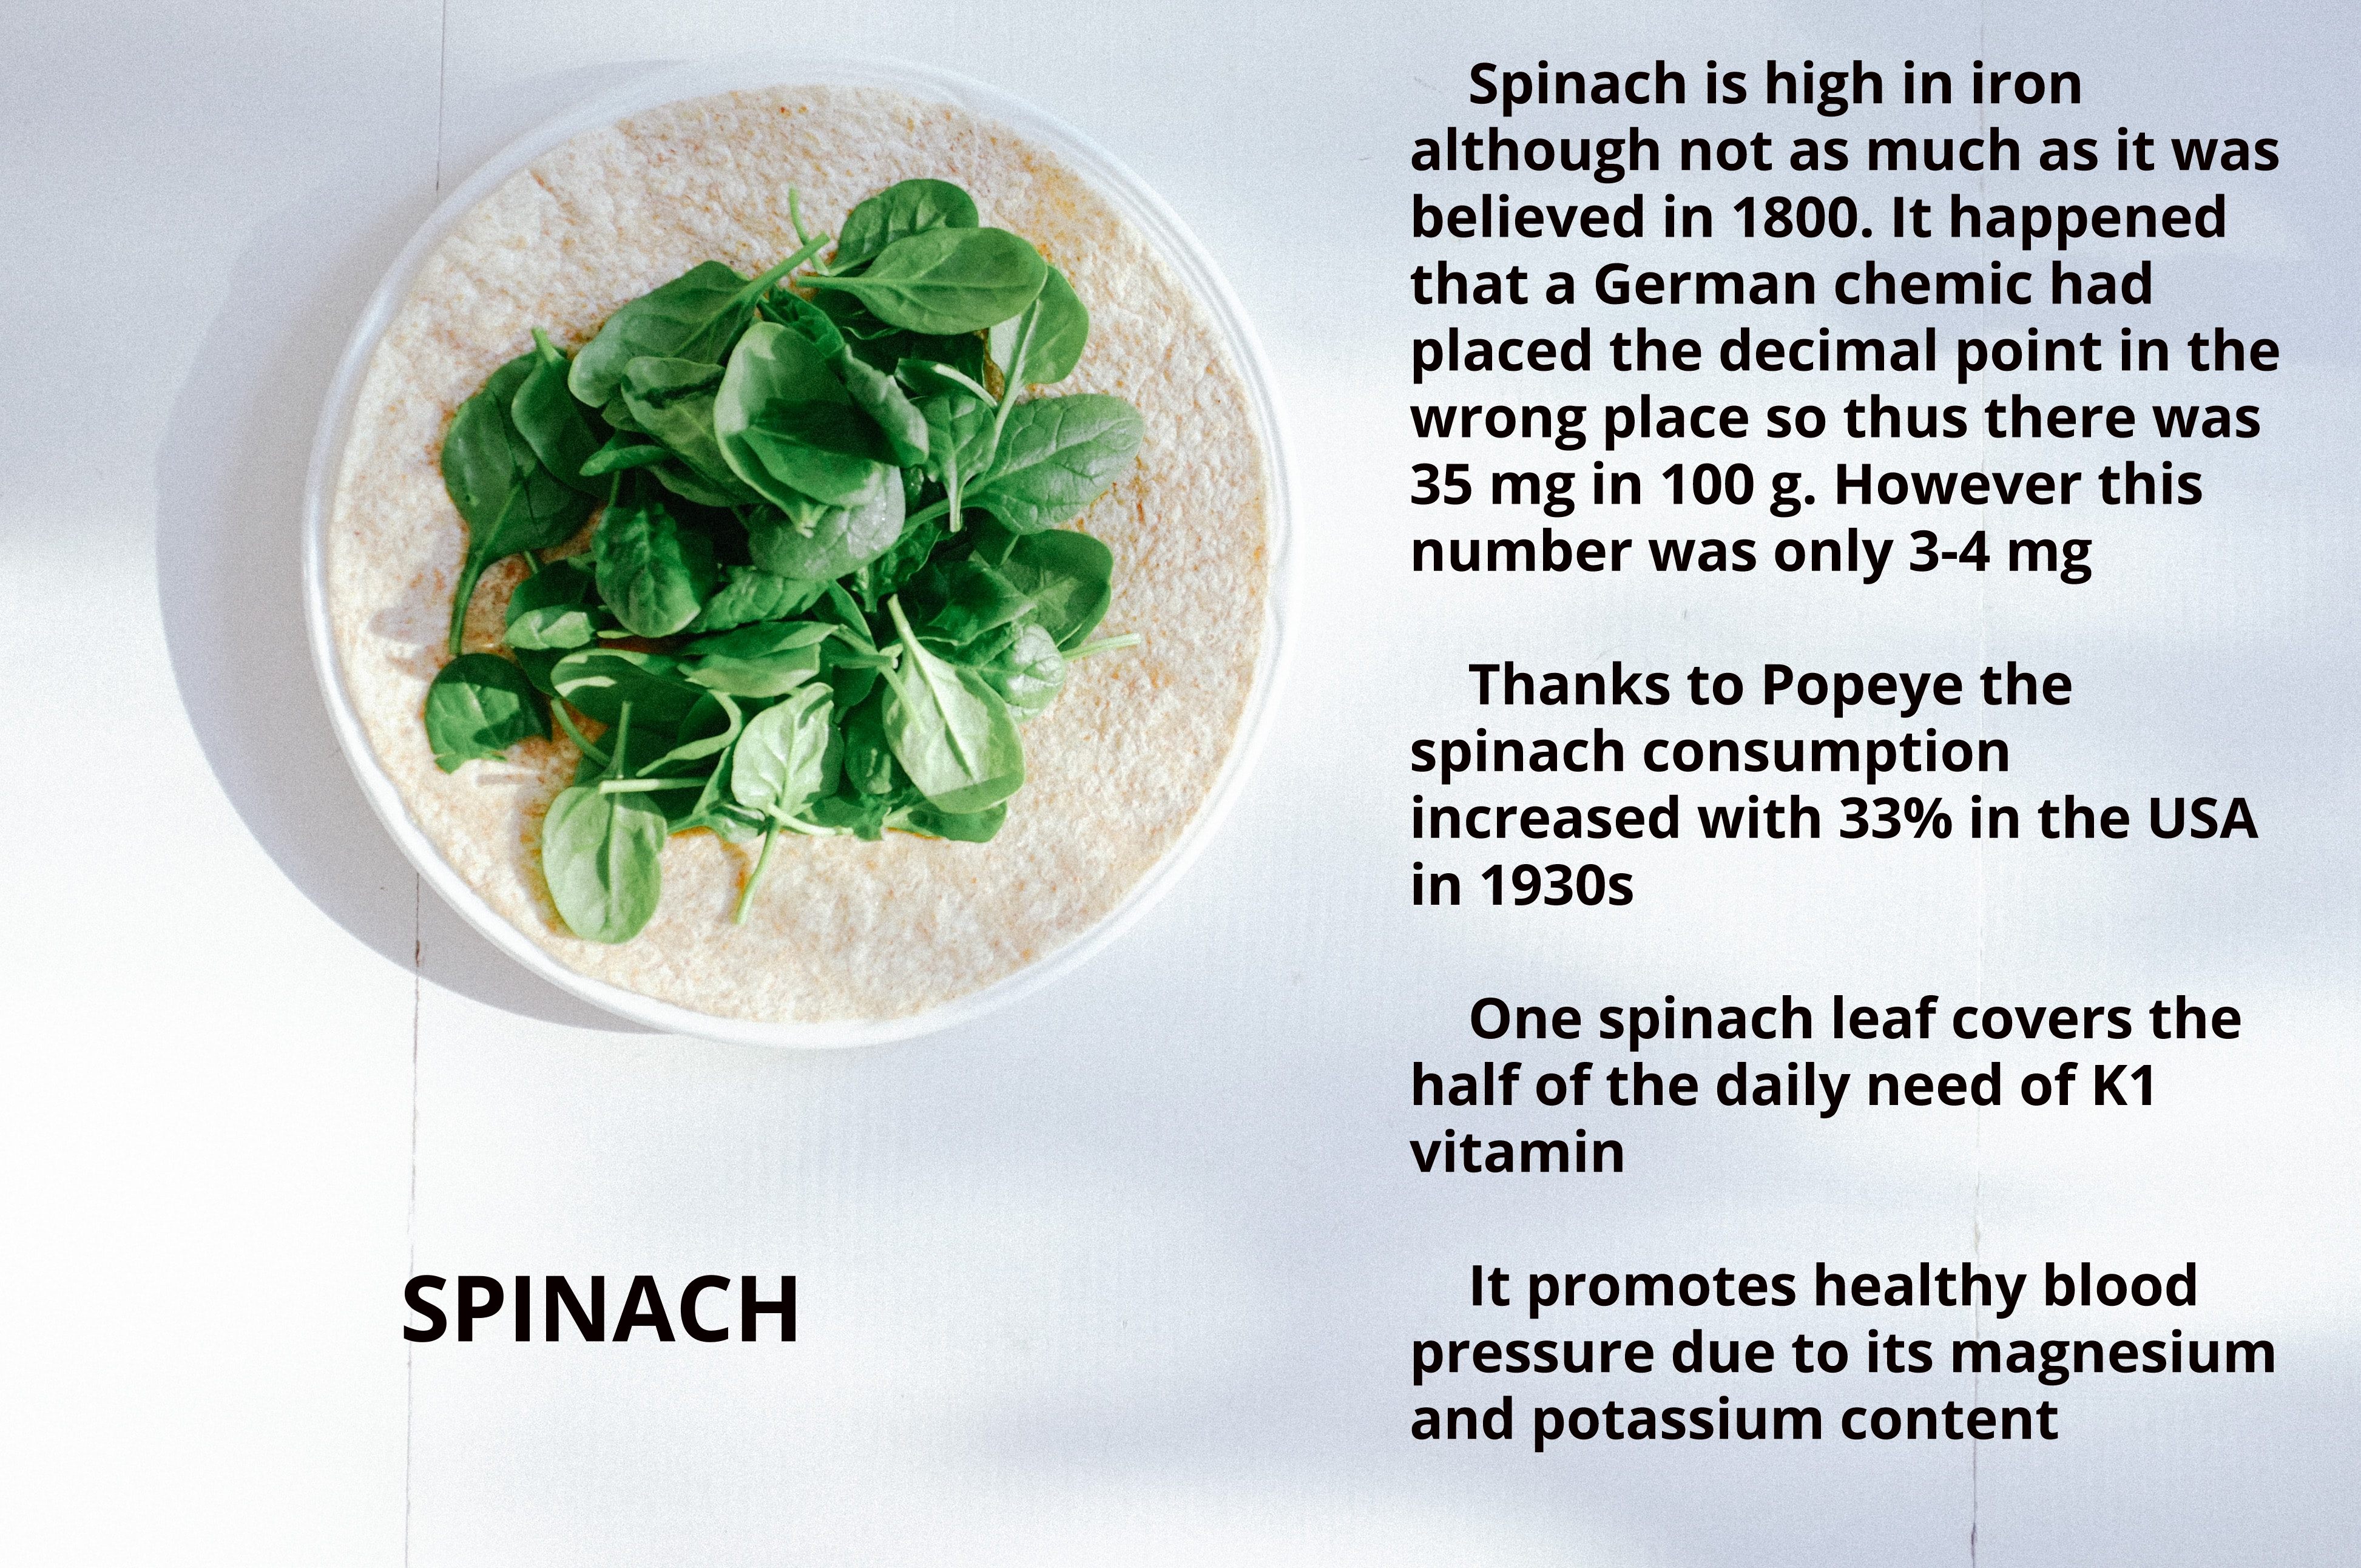 Spinach is high in iron
although not as much as it was
believed in 1800. It happened
that a German chemic had
placed the decimal point in the
wrong place so thus there was
35 mg in 100 g. However this
number was only 3-4 mg
Thanks to Popeye the
spinach consumption
increased with 33% in the USA
in 1930s
One spinach leaf covers the
half of the daily need of K1
vitamin
It promotes healthy blood
pressure due to its magnesium
and potassium content
SPINACH